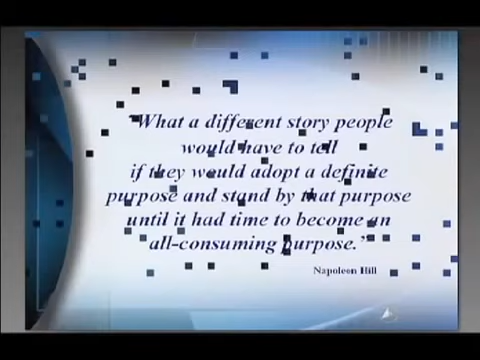 "What a different story people
would have to tell
if they would adopt a definite
purpose and stand by that purpose
until it had time to become an
all-consuming purpose."
Napoleon Hill